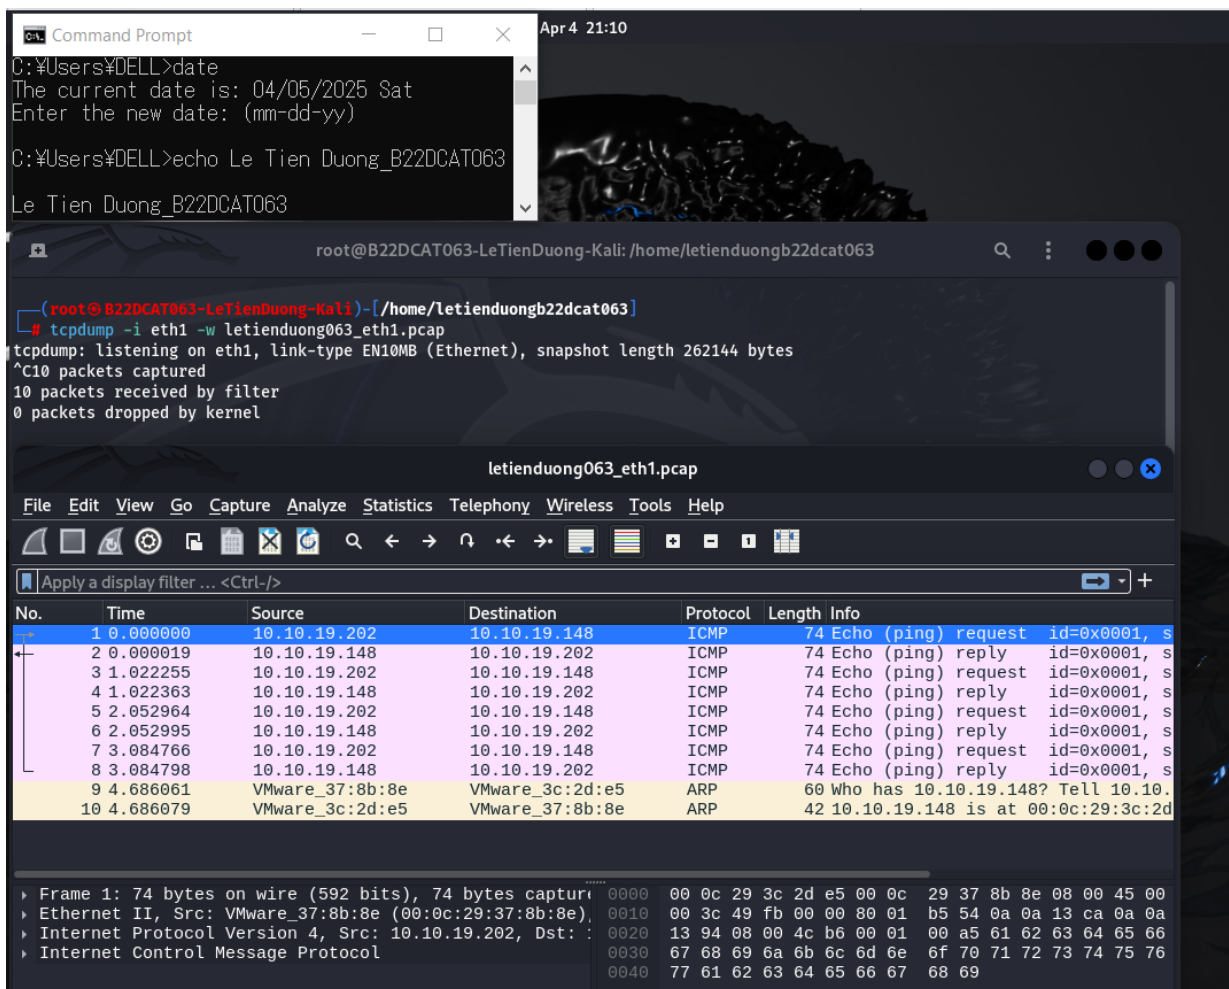 Command Prompt
Apr 4 21:10
C:¥Users¥DELL>date
The current date is: 04/05/2025 Sat
Enter the new date: (mm-dd-yy)
C:¥Users¥DELL>echo Le Tien Duong_B22DCAT063
Le Tien Duong_B22DCAT063
root@B22DCAT063-LeTienDuong-Kali: /home/letienduongb22dcat063
(root㉿B22DCAT063-LeTienDuong-Kali)-[/home/letienduongb22dcat063]
# tcpdump -i eth1 -w letienduong063_eth1.pcap
tcpdump: listening on eth1, link-type EN10MB (Ethernet), snapshot length 262144 bytes
^C10 packets captured
10 packets received by filter
0 packets dropped by kernel
letienduong063_eth1.pcap
File Edit View Go Capture Analyze Statistics Telephony Wireless Tools Help
Apply a display filter … <Ctrl-/>
No. Time Source Destination Protocol Length Info
1 0.000000 10.10.19.202 10.10.19.148 ICMP 74 Echo (ping) request id=0x0001, s
2 0.000019 10.10.19.148 10.10.19.202 ICMP 74 Echo (ping) reply id=0x0001, s
3 1.022255 10.10.19.202 10.10.19.148 ICMP 74 Echo (ping) request id=0x0001, s
4 1.022363 10.10.19.148 10.10.19.202 ICMP 74 Echo (ping) reply id=0x0001, s
5 2.052964 10.10.19.202 10.10.19.148 ICMP 74 Echo (ping) request id=0x0001, s
6 2.052995 10.10.19.148 10.10.19.202 ICMP 74 Echo (ping) reply id=0x0001, s
7 3.084766 10.10.19.202 10.10.19.148 ICMP 74 Echo (ping) request id=0x0001, s
8 3.084798 10.10.19.148 10.10.19.202 ICMP 74 Echo (ping) reply id=0x0001, s
9 4.686061 VMware_37:8b:8e VMware_3c:2d:e5 ARP 60 Who has 10.10.19.148? Tell 10.10.
10 4.686079 VMware_3c:2d:e5 VMware_37:8b:8e ARP 42 10.10.19.148 is at 00:0c:29:3c:2d
Frame 1: 74 bytes on wire (592 bits), 74 bytes capture 0000 00 0c 29 3c 2d e5 00 0c 29 37 8b 8e 08 00 45 00
Ethernet II, Src: VMware_37:8b:8e (00:0c:29:37:8b:8e), 0010 00 3c 49 fb 00 00 80 01 b5 54 0a 0a 13 ca 0a 0a
Internet Protocol Version 4, Src: 10.10.19.202, Dst: 0020 13 94 08 00 4c b6 00 01 00 a5 61 62 63 64 65 66
Internet Control Message Protocol 0030 67 68 69 6a 6b 6c 6d 6e 6f 70 71 72 73 74 75 76
0040 77 61 62 63 64 65 66 67 68 69